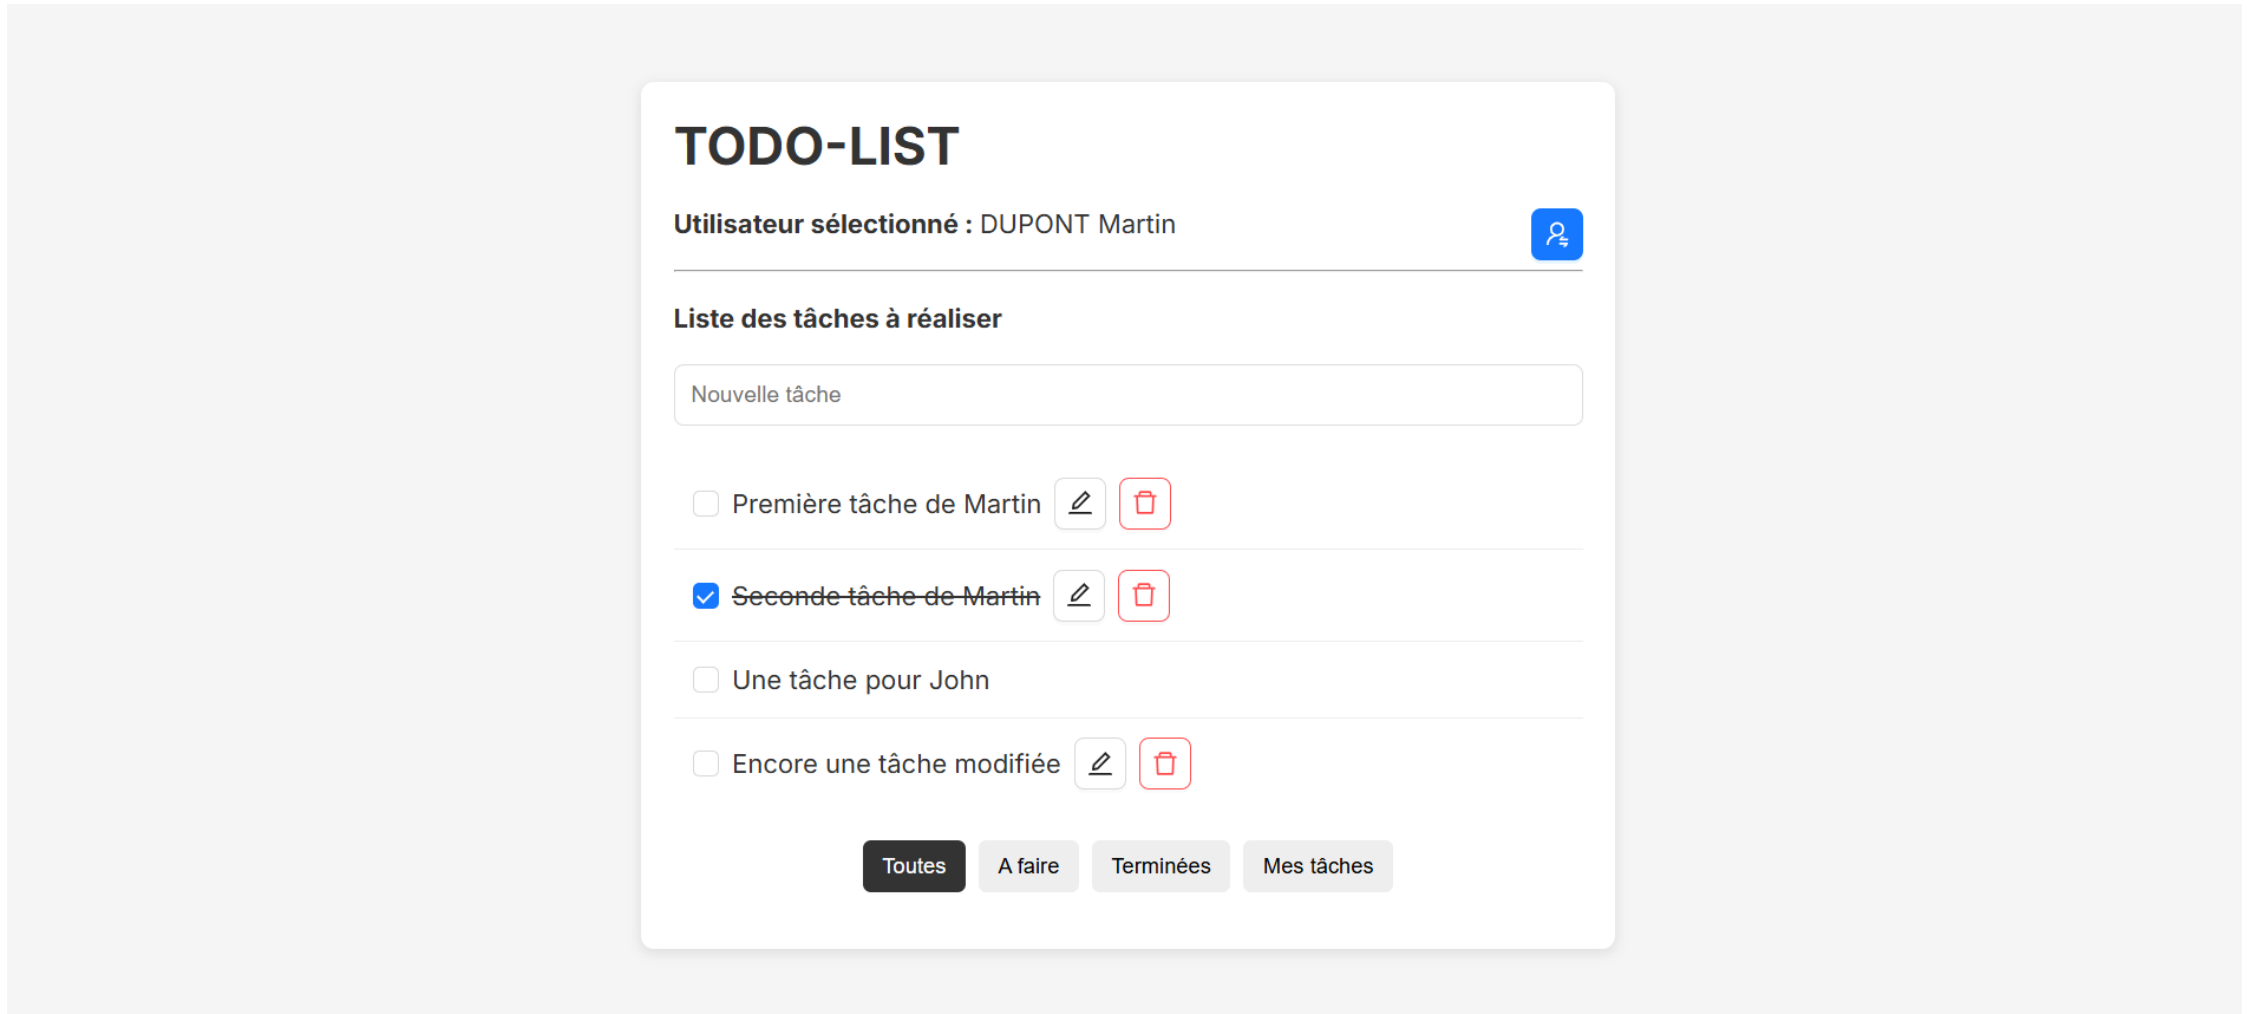 TODO-LIST
Utilisateur sélectionné : DUPONT Martin
Liste des tâches à réaliser
Nouvelle tâche
Première tâche de Martin
Seconde tâche de Martin
Une tâche pour John
Encore une tâche modifiée
Toutes A faire Terminées Mes tâches